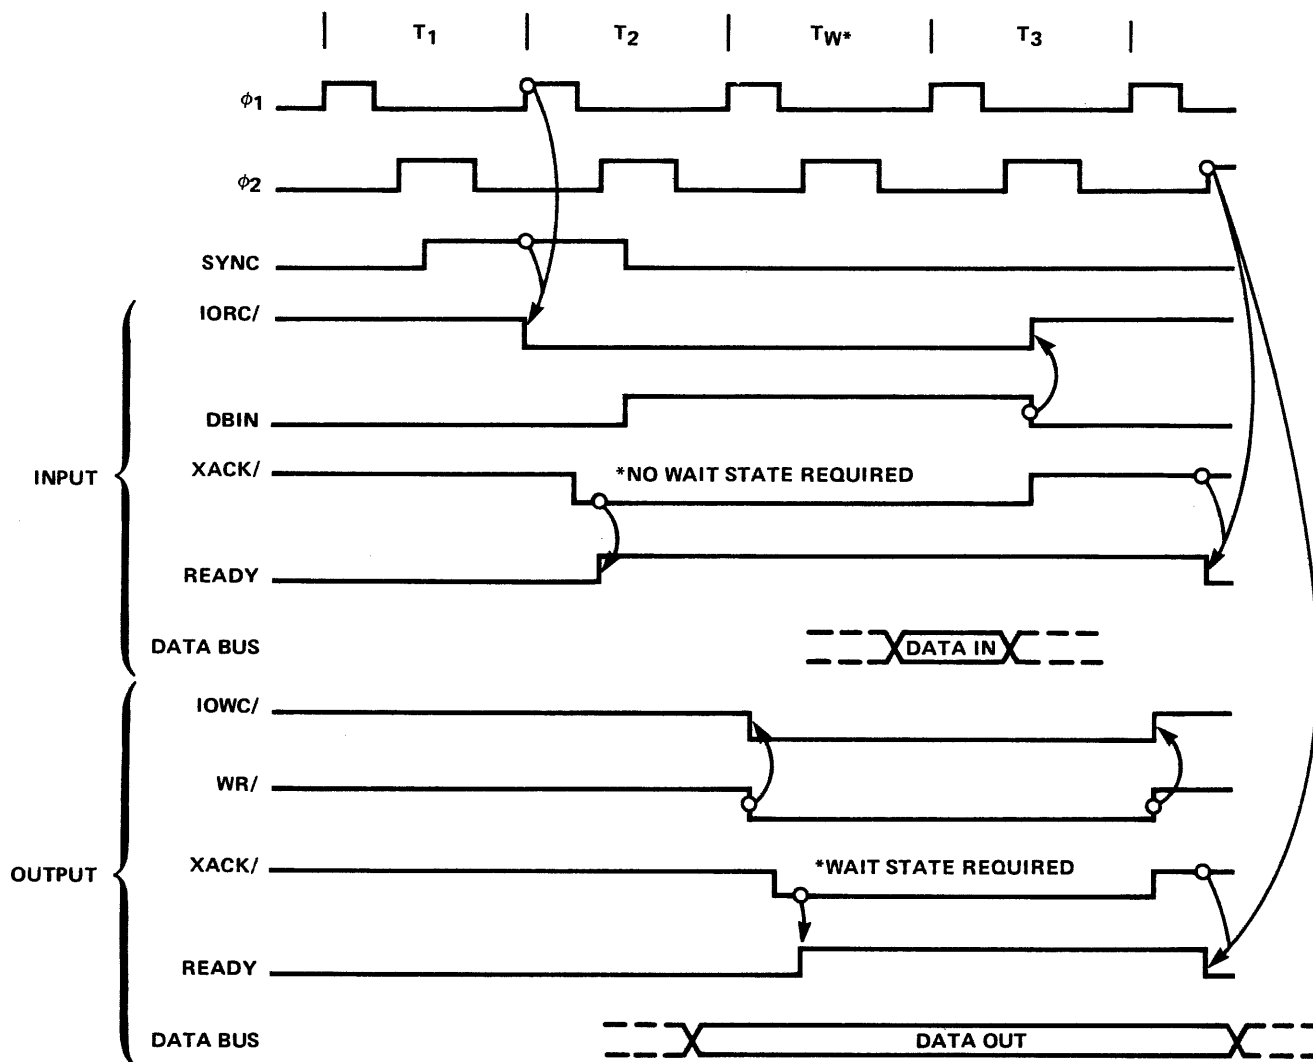 T1 T2 TW* T3
φ1
φ2
SYNC
IORC/
DBIN
INPUT
XACK/ *NO WAIT STATE REQUIRED
READY
DATA BUS DATA IN
IOWC/
WR/
OUTPUT
XACK/ *WAIT STATE REQUIRED
READY
DATA BUS DATA OUT